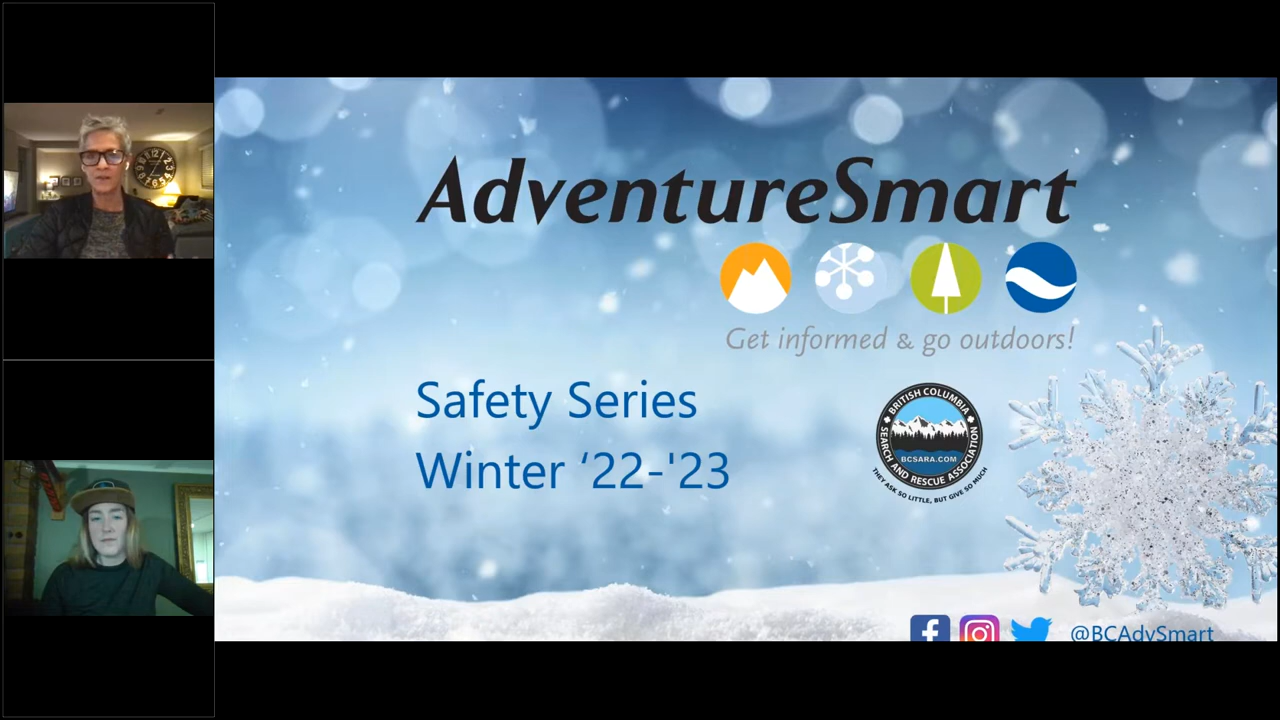 AdventureSmart
Get informed & go outdoors!
Safety Series
Winter ‘22-'23
BRITISH COLUMBIA
SEARCH AND RESCUE ASSOCIATION
BCSARA.COM
THEY ASK SO LITTLE, BUT GIVE SO MUCH
@BCAdvSmart